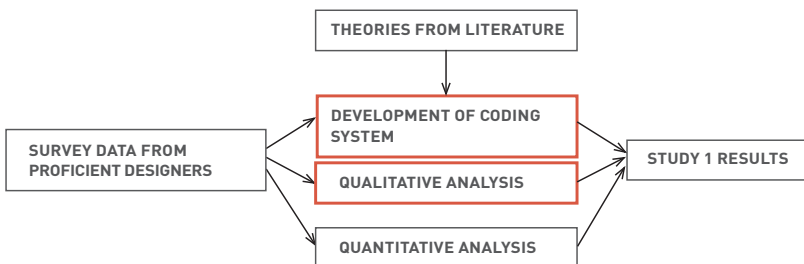 THEORIES FROM LITERATURE
DEVELOPMENT OF CODING
SYSTEM
SURVEY DATA FROM
PROFICIENT DESIGNERS
STUDY 1 RESULTS
QUALITATIVE ANALYSIS
QUANTITATIVE ANALYSIS